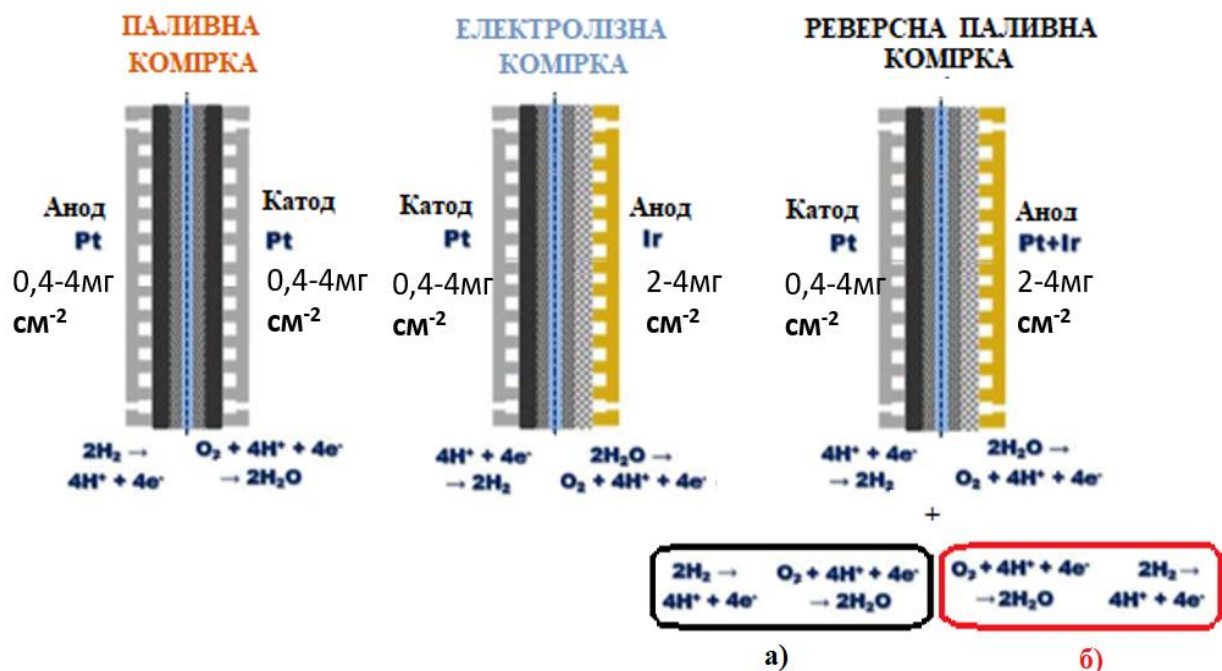 ПАЛИВНА
КОМІРКА
ЕЛЕКТРОЛІЗНА
КОМІРКА
РЕВЕРСНА ПАЛИВНА
КОМІРКА
Анод
Pt
0,4-4мг
см⁻²
Катод
Pt
0,4-4мг
см⁻²
Катод
Pt
0,4-4мг
см⁻²
Анод
Ir
2-4мг
см⁻²
Катод
Pt
0,4-4мг
см⁻²
Анод
Pt+Ir
2-4мг
см⁻²
2H₂ →
4H⁺ + 4e⁻
O₂ + 4H⁺ + 4e⁻
→ 2H₂O
4H⁺ + 4e⁻
→ 2H₂
2H₂O →
O₂ + 4H⁺ + 4e⁻
4H⁺ + 4e⁻
→ 2H₂
2H₂O →
O₂ + 4H⁺ + 4e⁻
+
2H₂ →
4H⁺ + 4e⁻
O₂ + 4H⁺ + 4e⁻
→ 2H₂O
O₂ + 4H⁺ + 4e⁻
→2H₂O
2H₂→
4H⁺ + 4e⁻
а)
б)